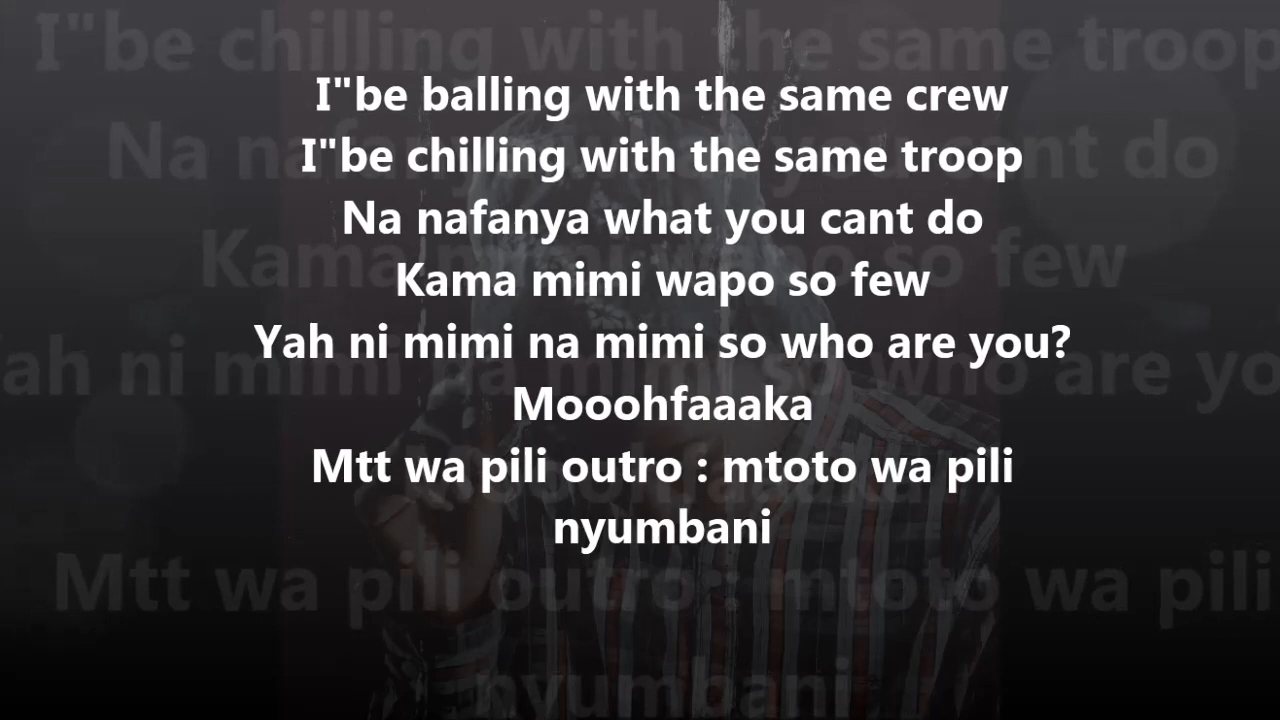 I"be balling with the same crew
I"be chilling with the same troop
Na nafanya what you cant do
Kama mimi wapo so few
Yah ni mimi na mimi so who are you?
Mooohfaaaka
Mtt wa pili outro : mtoto wa pili
nyumbani